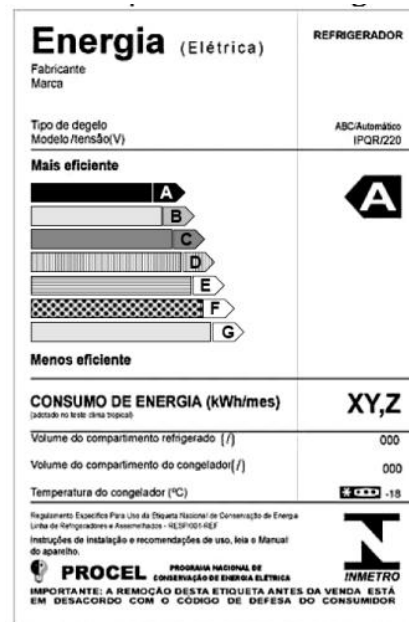 Energia (Elétrica) REFRIGERADOR
Fabricante
Marca
Tipo de degelo ABC/Automático
Modelo/tensão(V) IPQR/220
Mais eficiente
A A
B
C
D
E
F
G
Menos eficiente
CONSUMO DE ENERGIA (kWh/mes) XY,Z
(adotado no teste clima tropical)
Volume do compartimento refrigerado (/) 000
Volume do compartimento do congelador(/) 000
Temperatura do congelador (ºC) -18
Regulamento Específico Para Uso da Etiqueta Nacional de Conservação de Energia
Linha de Refrigeradores e Assemelhados - RESP/001-REF
Instruções de instalação e recomendações de uso, leia o Manual
do aparelho.
PROCEL PROGRAMA NACIONAL DE
CONSERVAÇÃO DE ENERGIA ELÉTRICA
INMETRO
IMPORTANTE: A REMOÇÃO DESTA ETIQUETA ANTES DA VENDA ESTÁ
EM DESACORDO COM O CÓDIGO DE DEFESA DO CONSUMIDOR